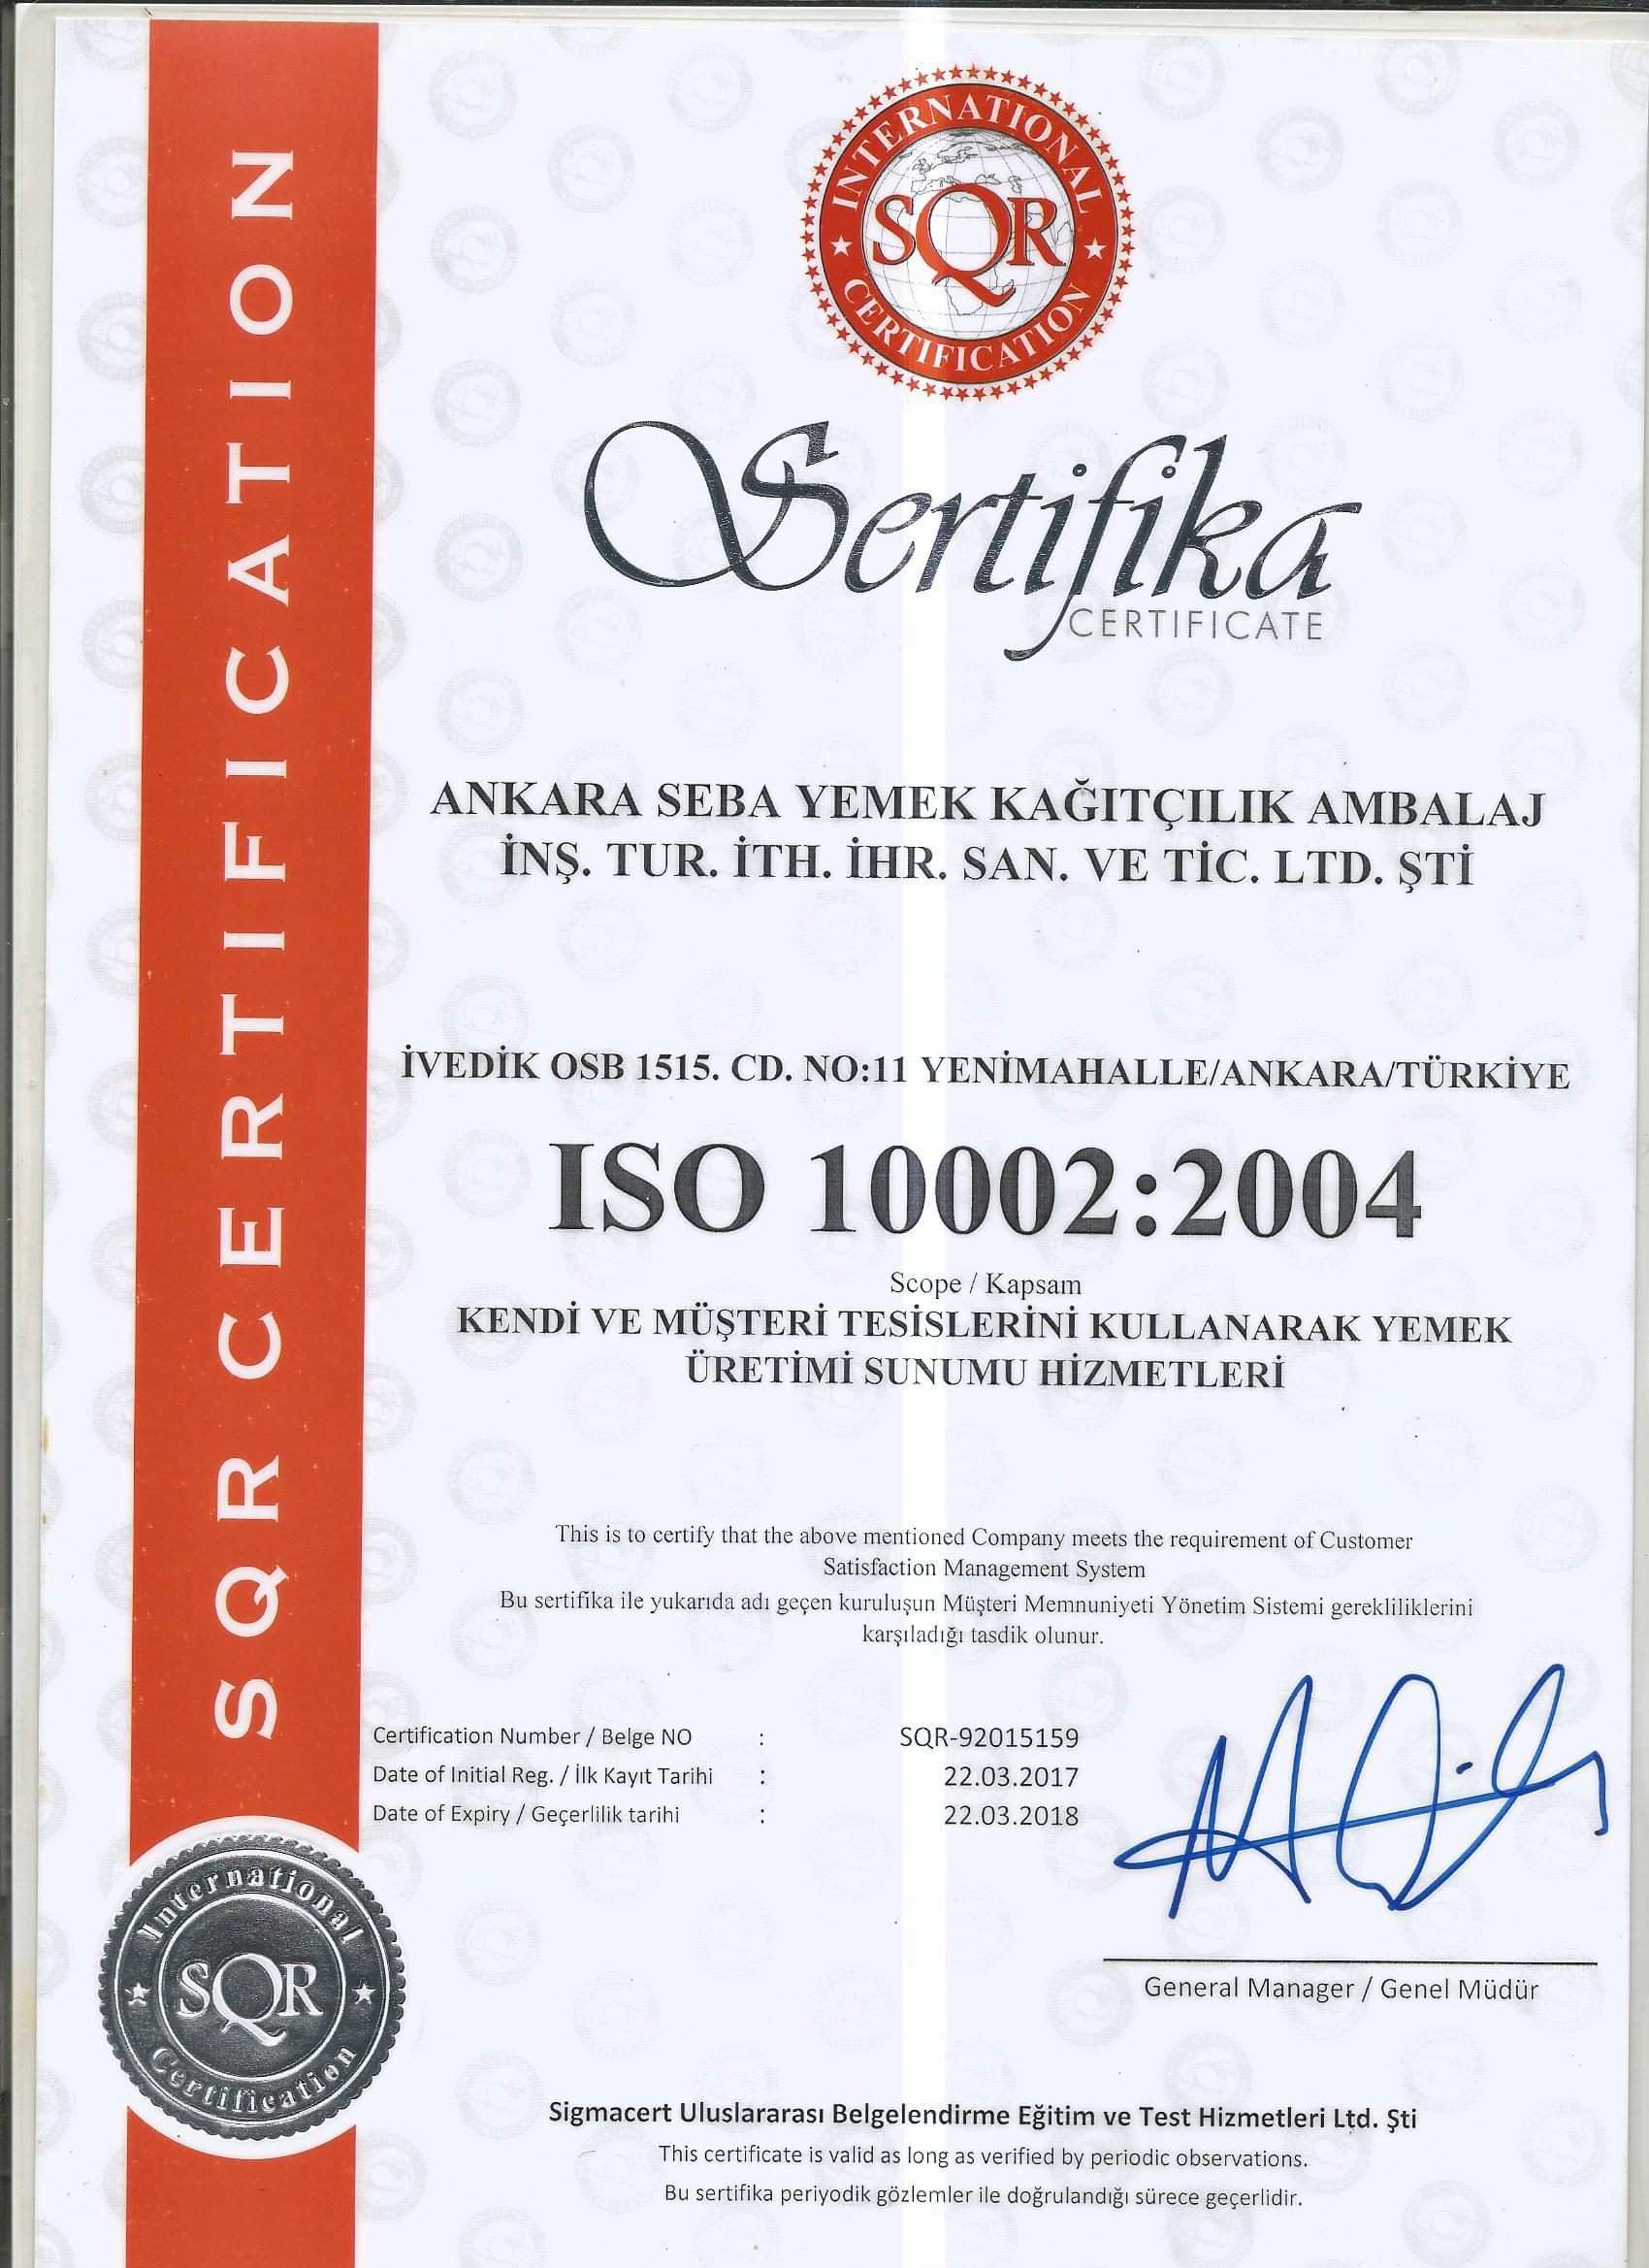 INTERNATIONAL
SQR
CERTIFICATION
Sertifika
CERTIFICATE
SQR CERTIFICATION
ANKARA SEBA YEMEK KAĞITÇILIK AMBALAJ
İNŞ. TUR. İTH. İHR. SAN. VE TİC. LTD. ŞTİ
İVEDİK OSB 1515. CD. NO:11 YENİMAHALLE/ANKARA/TÜRKİYE
ISO 10002:2004
Scope / Kapsam
KENDİ VE MÜŞTERİ TESİSLERİNİ KULLANARAK YEMEK
ÜRETİMİ SUNUMU HİZMETLERİ
This is to certify that the above mentioned Company meets the requirement of Customer
Satisfaction Management System
Bu sertifika ile yukarıda adı geçen kuruluşun Müşteri Memnuniyeti Yönetim Sistemi gerekliliklerini
karşıladığı tasdik olunur.
Certification Number / Belge NO : SQR-92015159
Date of Initial Reg. / İlk Kayıt Tarihi : 22.03.2017
Date of Expiry / Geçerlilik tarihi : 22.03.2018
General Manager / Genel Müdür
International
SQR
Certification
Sigmacert Uluslararası Belgelendirme Eğitim ve Test Hizmetleri Ltd. Şti
This certificate is valid as long as verified by periodic observations.
Bu sertifika periyodik gözlemler ile doğrulandığı sürece geçerlidir.